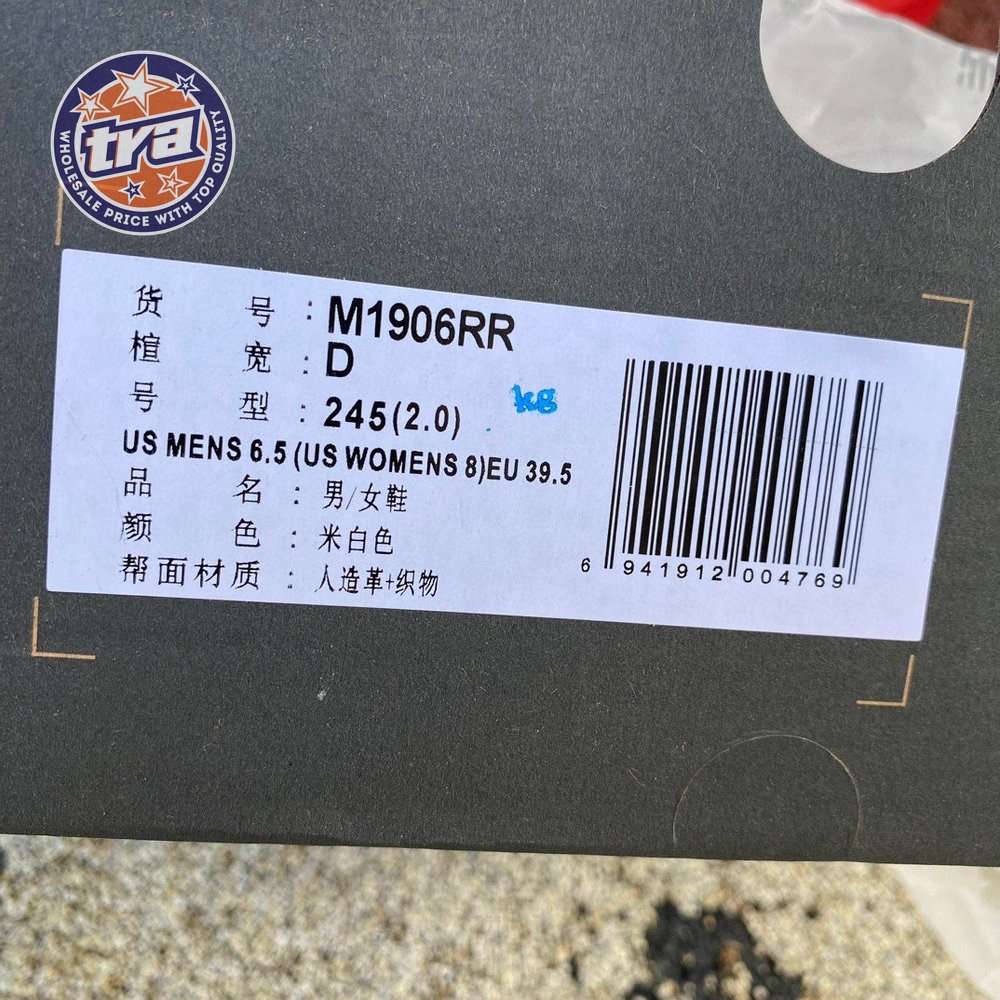 tra
WHOLESALE PRICE WITH TOP QUALITY
货号:M1906RR
楦宽:D
号型:245(2.0)
US MENS 6.5 (US WOMENS 8)EU 39.5
品名:男/女鞋
颜色:米白色
帮面材质:人造革+织物
6 941912 004769